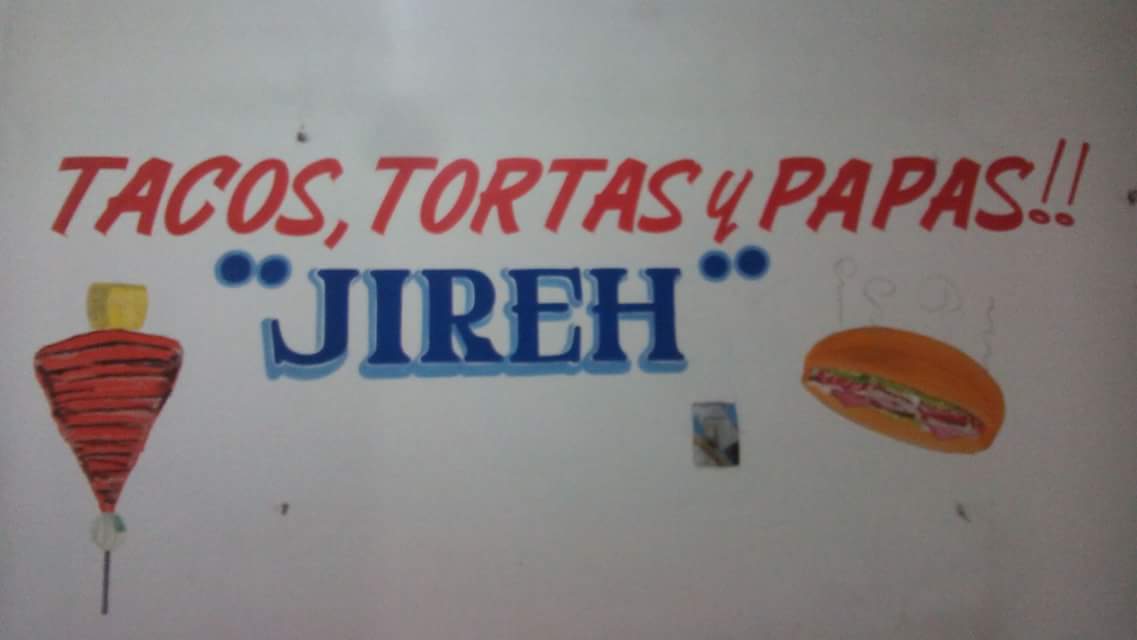 TACOS, TORTAS y PAPAS!!
"JIREH"